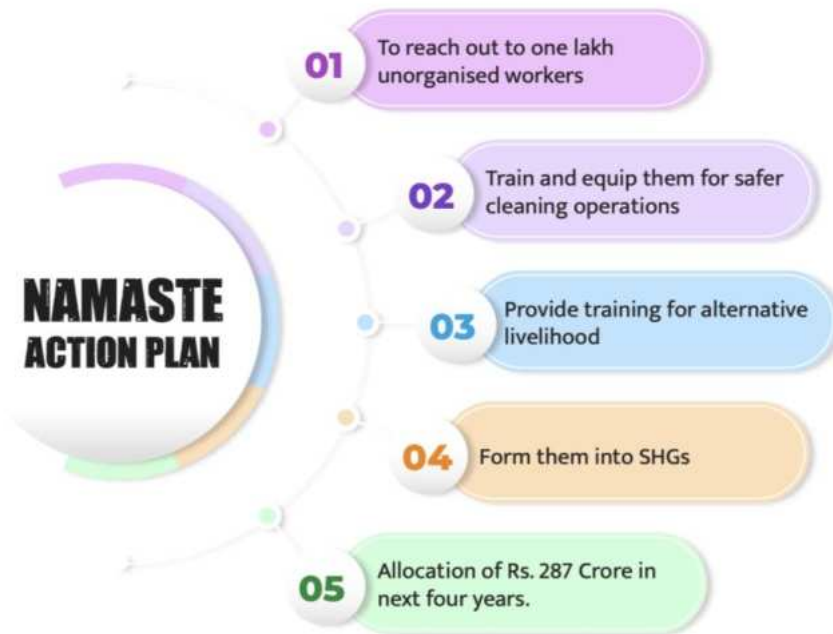 NAMASTE
ACTION PLAN
01
To reach out to one lakh
unorganised workers
02
Train and equip them for safer
cleaning operations
03
Provide training for alternative
livelihood
04
Form them into SHGs
05
Allocation of Rs. 287 Crore in
next four years.